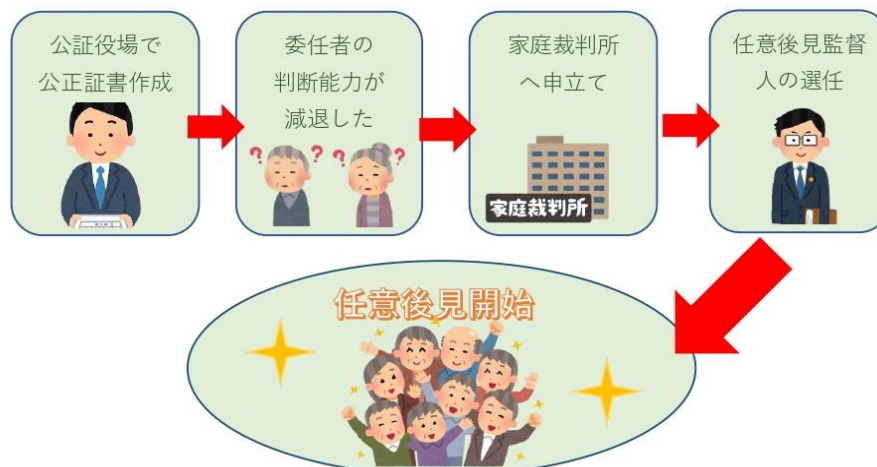 公証役場で
公正証書作成
委任者の
判断能力が
減退した
家庭裁判所
へ申立て
任意後見監督
人の選任
? ? ? ?
家庭裁判所
任意後見開始